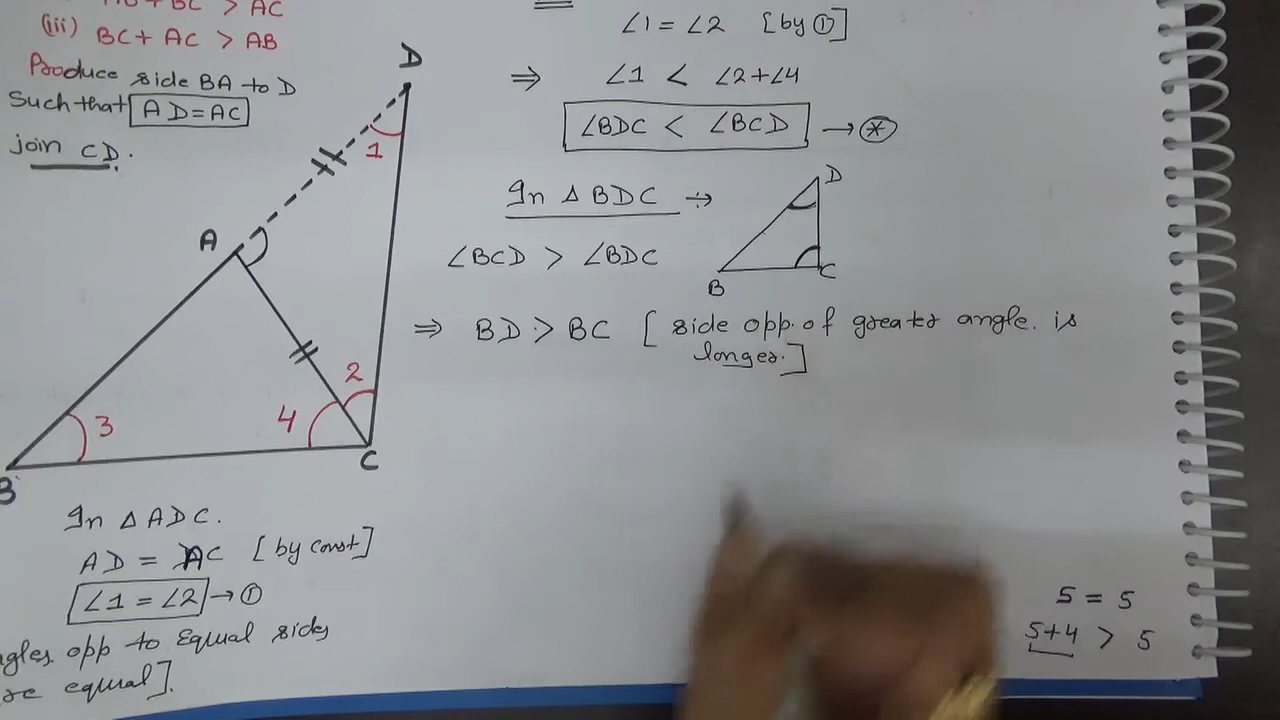 BC > AC
(iii) BC + AC > AB
Produce side BA to D
Such that AD = AC
join CD.
D
1
A
2
3
4
B
C
In Δ ADC.
AD = AC [by const]
∠1 = ∠2 → ①
opp to Equal sides
equal].
∠1 = ∠2 [by ①]
⇒ ∠1 < ∠2+∠4
∠BDC < ∠BCD → ⊛
In Δ BDC ÷→
∠BCD > ∠BDC
D
B
C
⇒ BD > BC [side opp. of greater angle. is
longer.]
5 = 5
5+4 > 5